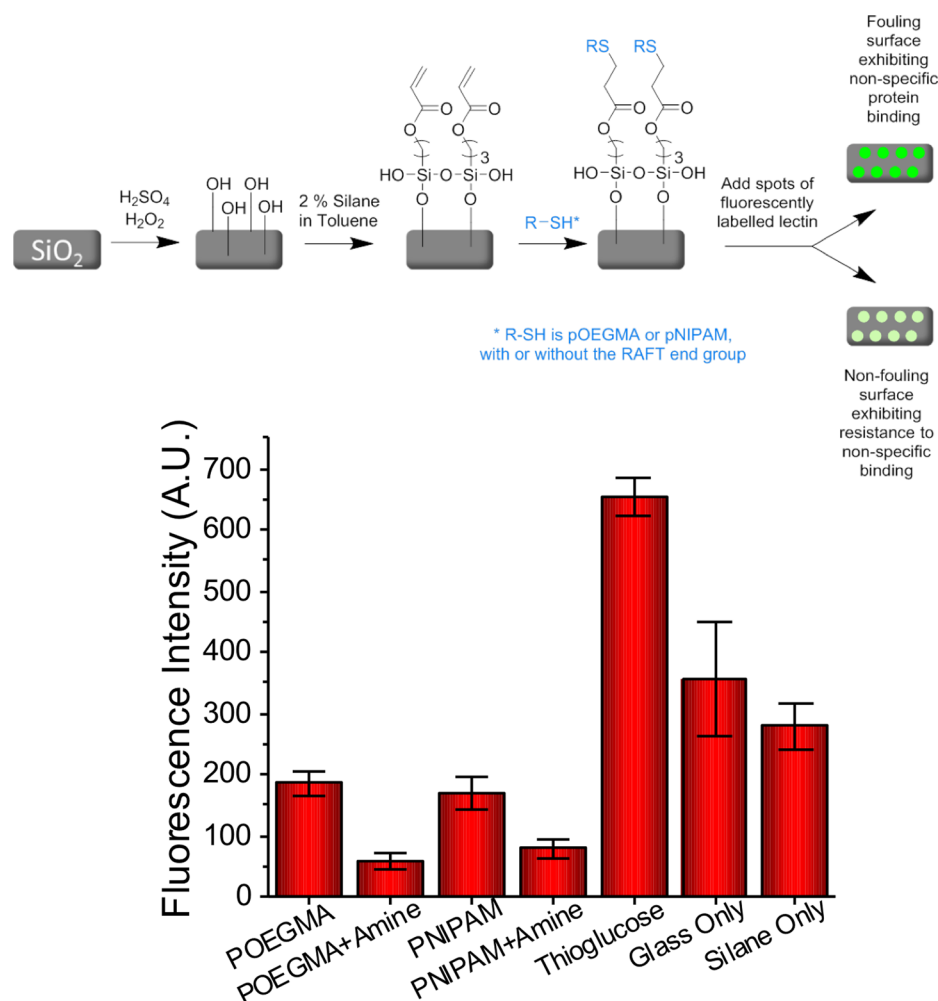 SiO2
H2SO4
H2O2
OH
OH
OH
OH
2 % Silane
in Toluene
O
O
O
O
3
HO
Si
O
Si
OH
O
O
R−SH*
RS
RS
O
O
O
O
3
HO
Si
O
Si
OH
O
O
Add spots of
fluorescently
labelled lectin
Fouling
surface
exhibiting
non-specific
protein
binding
* R-SH is pOEGMA or pNIPAM,
with or without the RAFT end group
Non-fouling
surface
exhibiting
resistance to
non-specific
binding
Fluorescence Intensity (A.U.)
700
600
500
400
300
200
100
0
POEGMA
POEGMA+Amine
PNIPAM
PNIPAM+Amine
Thioglucose
Glass Only
Silane Only